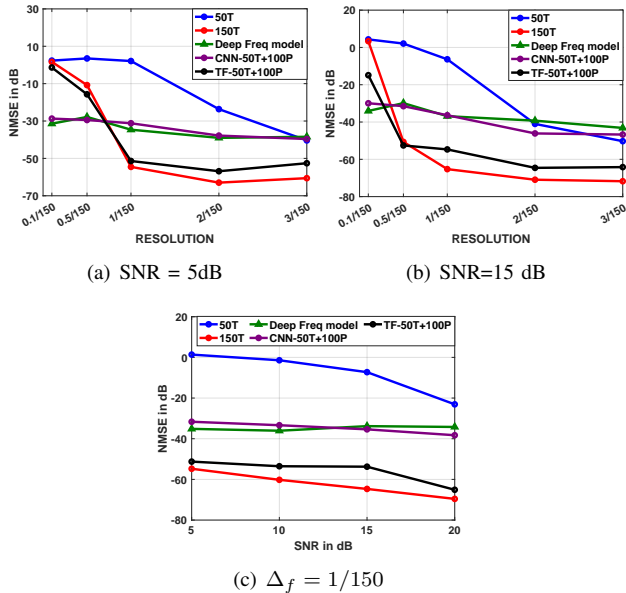 30
10
-10
-30
-50
-70
NMSE in dB
0.1/150
0.5/150
1/150
2/150
3/150
RESOLUTION
50T
150T
Deep Freq model
CNN-50T+100P
TF-50T+100P
(a) SNR = 5dB
20
0
-20
-40
-60
-80
NMSE in dB
0.1/150
0.5/150
1/150
2/150
3/150
RESOLUTION
50T
150T
Deep Freq model
CNN-50T+100P
TF-50T+100P
(b) SNR=15 dB
20
0
-20
-40
-60
-80
NMSE in dB
5
10
15
20
SNR in dB
50T
150T
Deep Freq model
CNN-50T+100P
TF-50T+100P
(c) Δ_f = 1/150